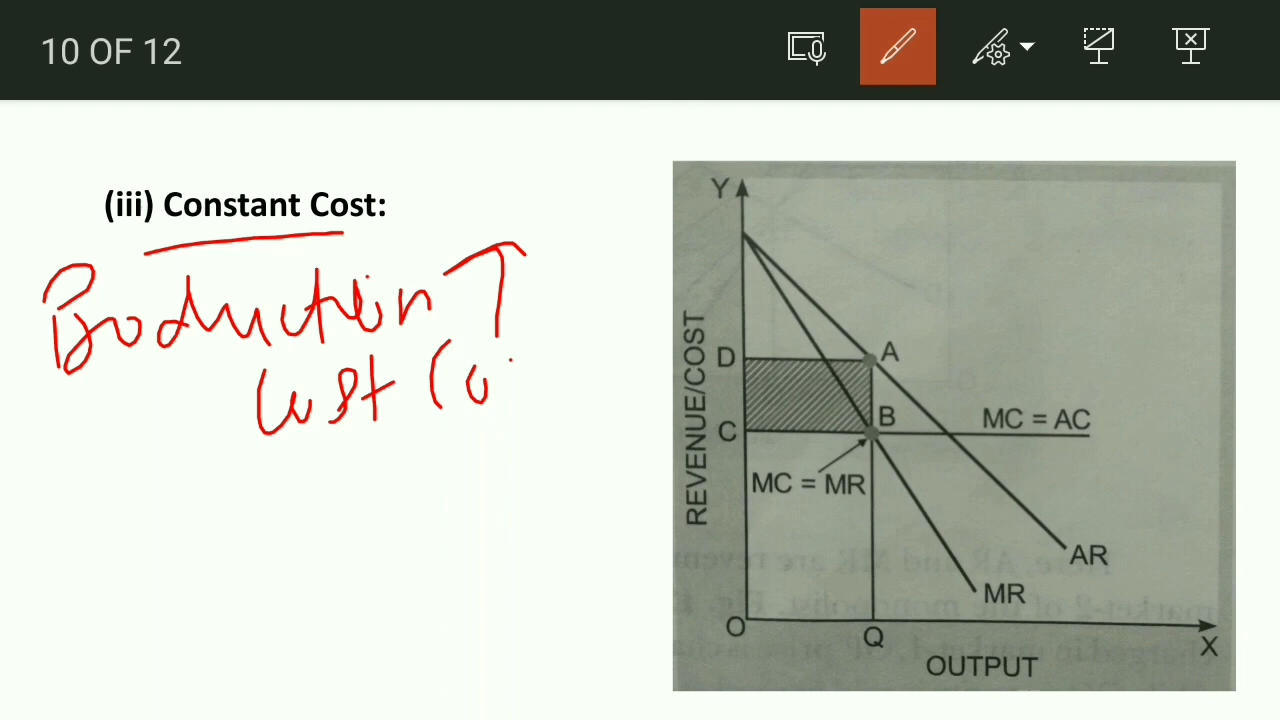 10 OF 12
(iii) Constant Cost:
Production ↑
Cost Co
Y
REVENUE/COST
D
A
C
B
MC = AC
MC = MR
AR
MR
O
Q
X
OUTPUT